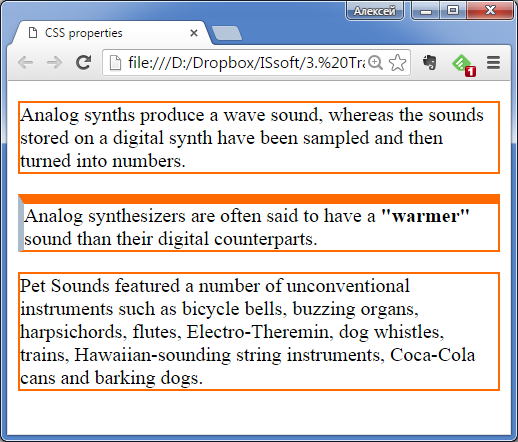 Алексей
CSS properties
file:///D:/Dropbox/ISsoft/3.%20Tra
1
Analog synths produce a wave sound, whereas the sounds
stored on a digital synth have been sampled and then
turned into numbers.
Analog synthesizers are often said to have a "warmer"
sound than their digital counterparts.
Pet Sounds featured a number of unconventional
instruments such as bicycle bells, buzzing organs,
harpsichords, flutes, Electro-Theremin, dog whistles,
trains, Hawaiian-sounding string instruments, Coca-Cola
cans and barking dogs.